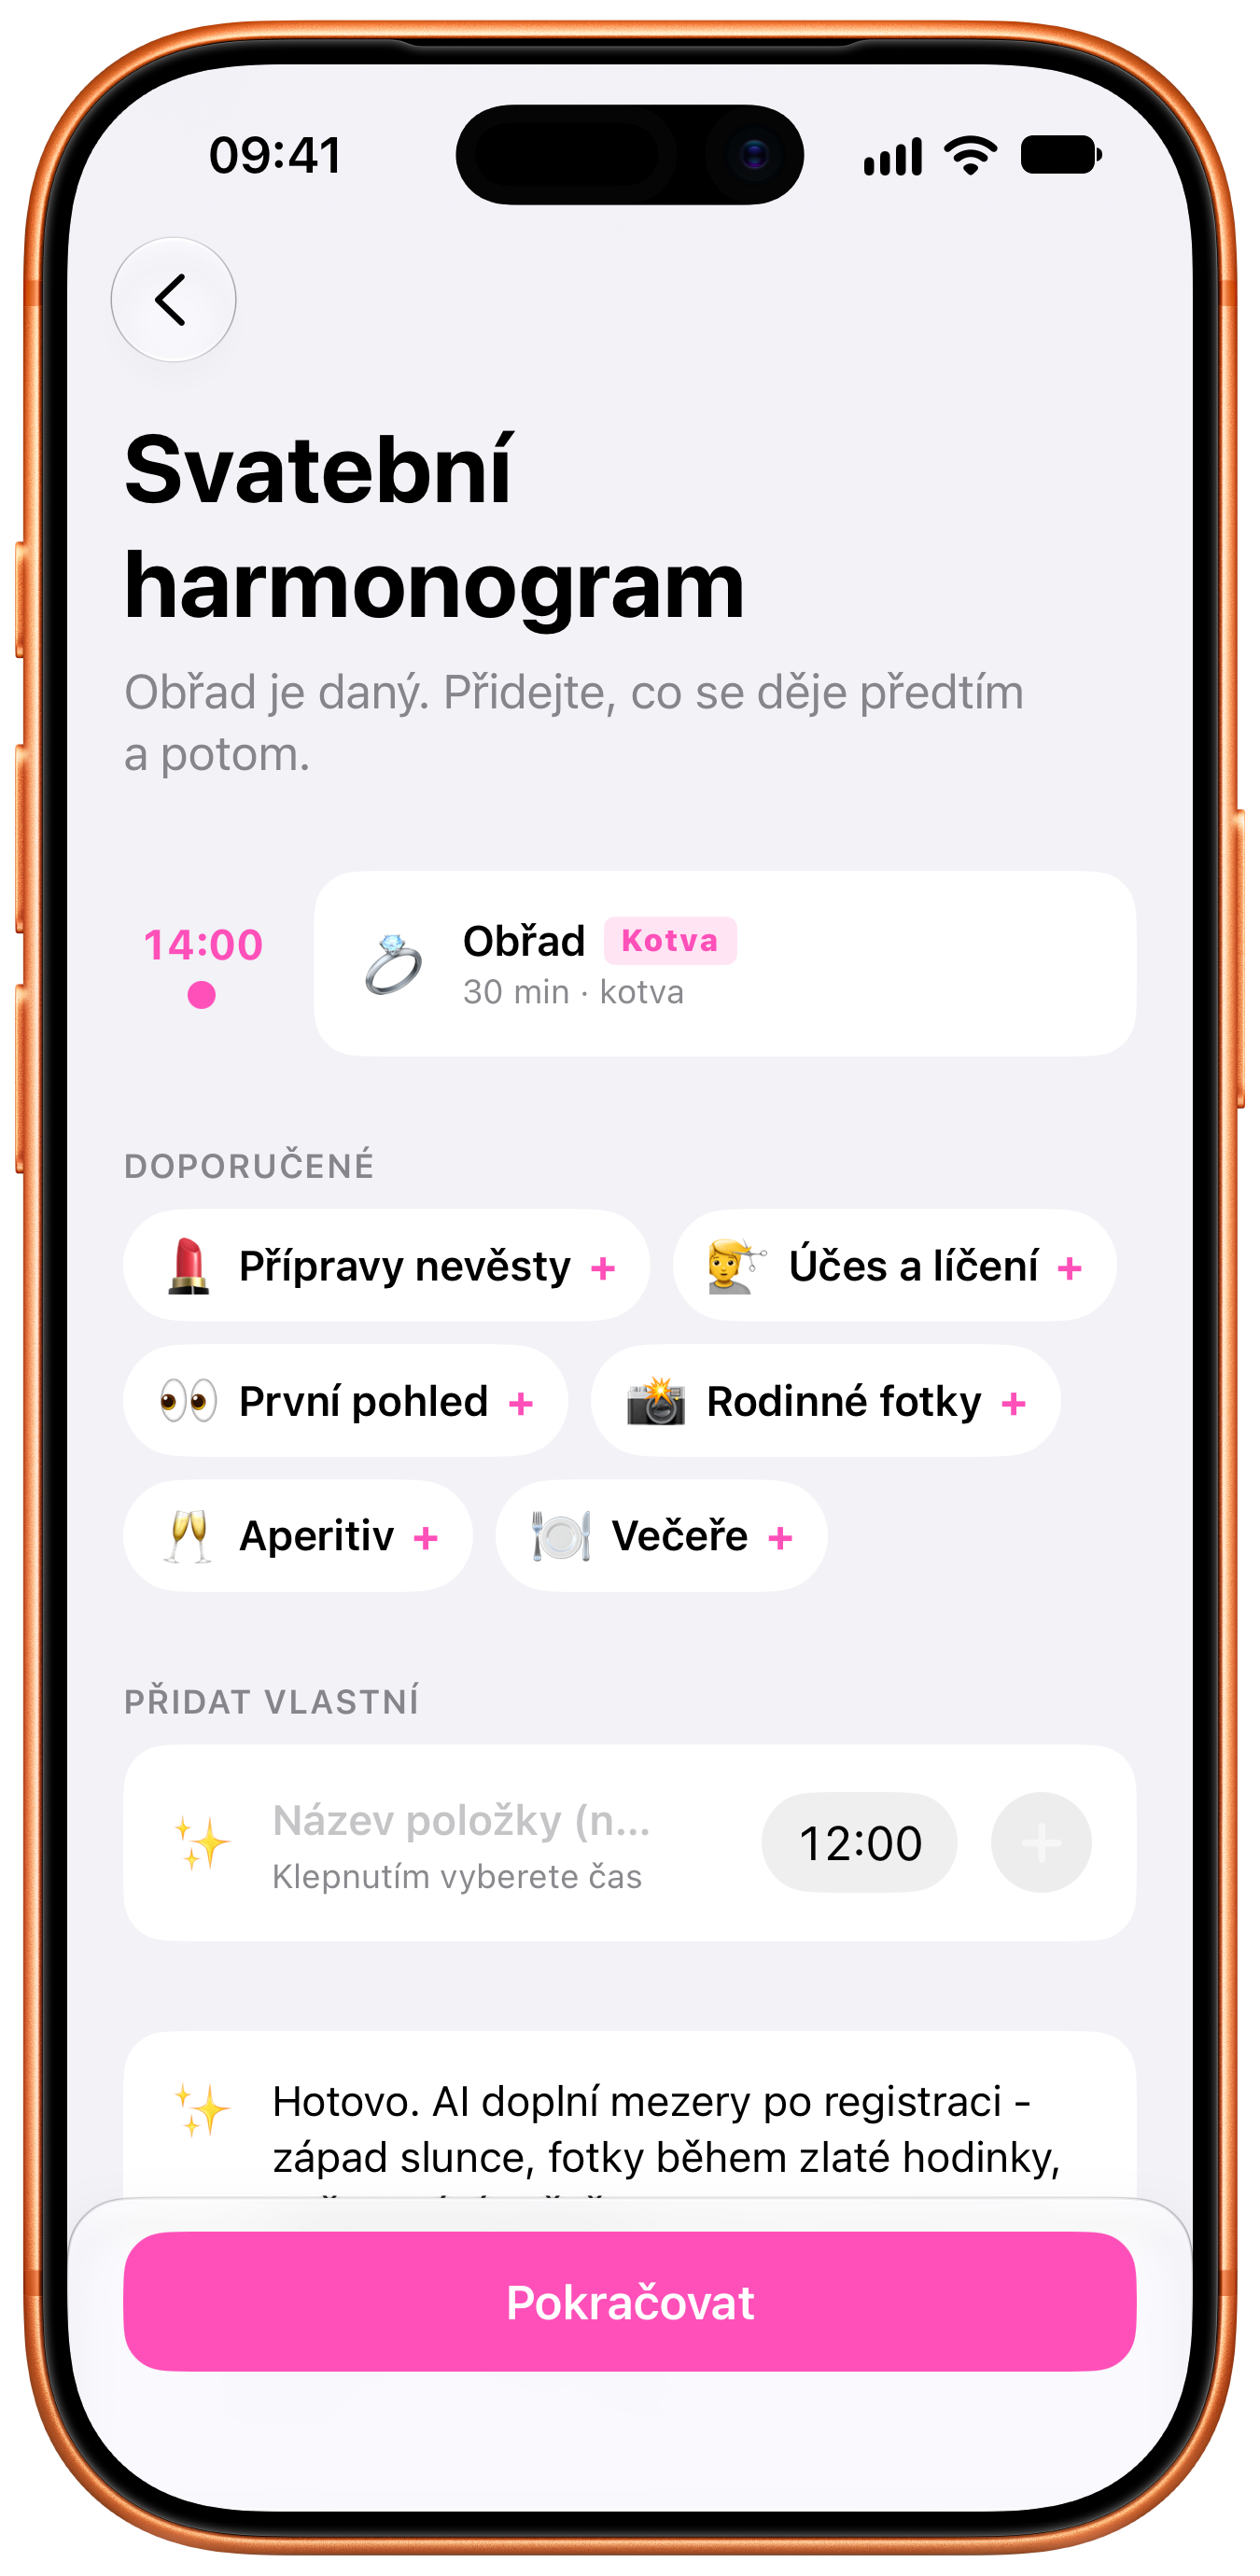 09:41
Svatební
harmonogram
Obřad je daný. Přidejte, co se děje předtím
a potom.
14:00
Obřad Kotva
30 min · kotva
DOPORUČENÉ
Přípravy nevěsty +
Účes a líčení +
První pohled +
Rodinné fotky +
Aperitiv +
Večeře +
PŘIDAT VLASTNÍ
Název položky (n...
Klepnutím vyberete čas
12:00
Hotovo. AI doplní mezery po registraci -
západ slunce, fotky během zlaté hodinky,
Pokračovat